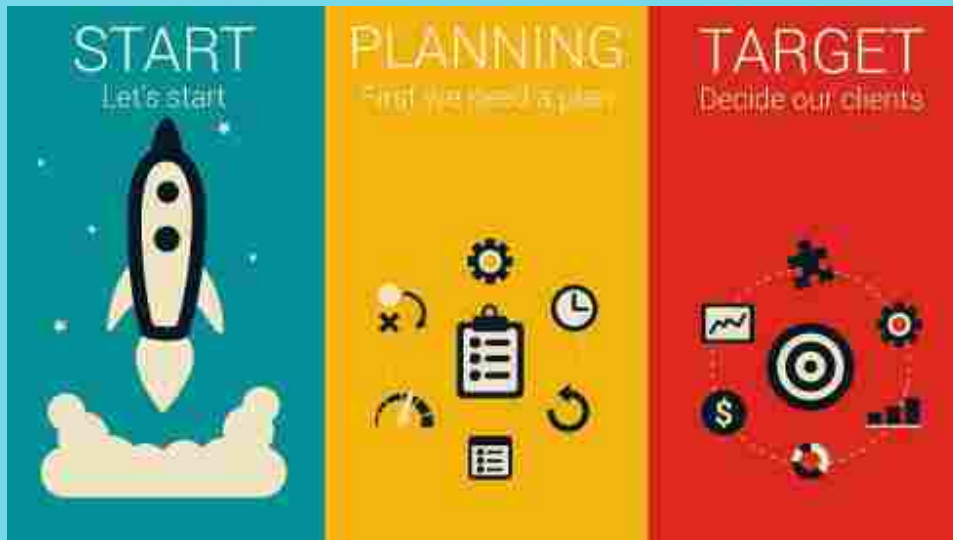 START
Let's start
PLANNING
First we need a plan
TARGET
Decide our clients
$